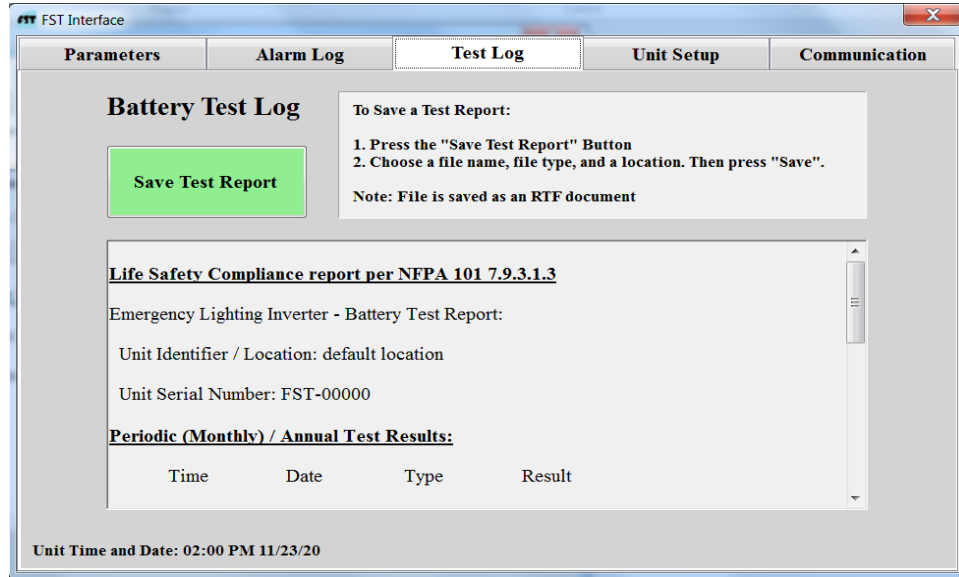 FST FST Interface
Parameters Alarm Log Test Log Unit Setup Communication
Battery Test Log
Save Test Report
To Save a Test Report:
1. Press the "Save Test Report" Button
2. Choose a file name, file type, and a location. Then press "Save".
Note: File is saved as an RTF document
Life Safety Compliance report per NFPA 101 7.9.3.1.3
Emergency Lighting Inverter - Battery Test Report:
Unit Identifier / Location: default location
Unit Serial Number: FST-00000
Periodic (Monthly) / Annual Test Results:
Time Date Type Result
Unit Time and Date: 02:00 PM 11/23/20